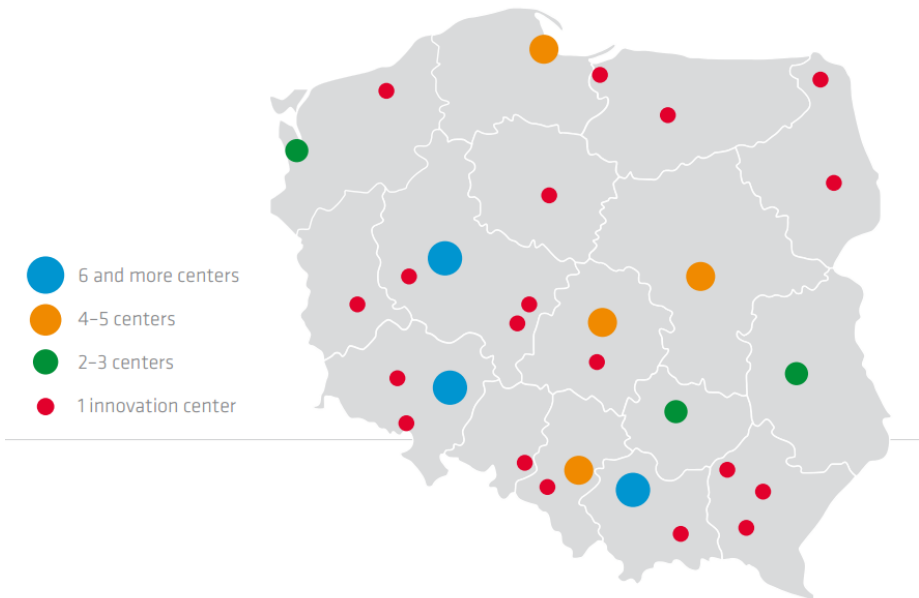 6 and more centers
4–5 centers
2–3 centers
1 innovation center